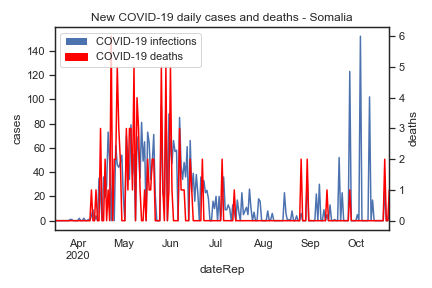 New COVID-19 daily cases and deaths - Somalia
COVID-19 infections
COVID-19 deaths
cases
140
120
100
80
60
40
20
0
deaths
6
5
4
3
2
1
0
Apr May Jun Jul Aug Sep Oct
2020
dateRep